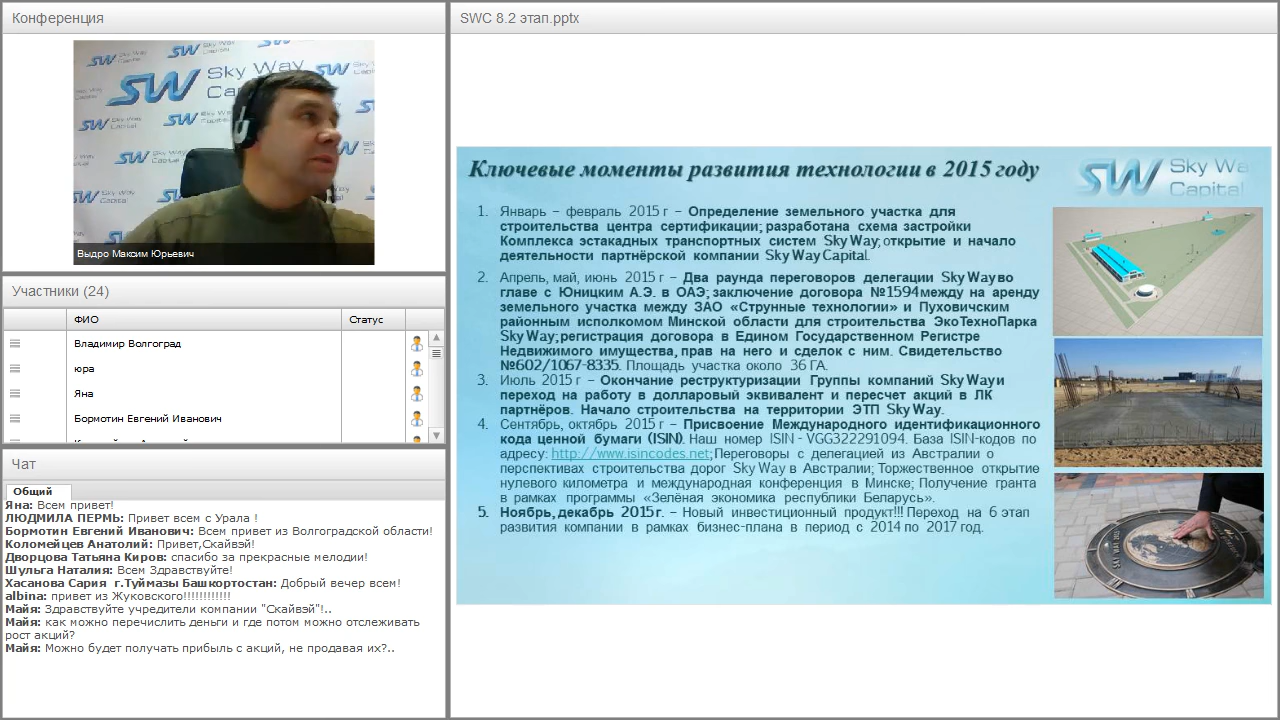 Конференция
SW Sky Way Capital
Выдро Максим Юрьевич
Участники (24)
ФИО Статус
Владимир Волгоград
юра
Яна
Бормотин Евгений Иванович
Чат
Общий
Яна: Всем привет!
ЛЮДМИЛА ПЕРМЬ: Привет всем с Урала !
Бормотин Евгений Иванович: Всем привет из Волгоградской области!
Коломейцев Анатолий: Привет,Скайвэй!
Дворцова Татьяна Киров: спасибо за прекрасные мелодии!
Шульга Наталия: Всем Здравствуйте!
Хасанова Сария г.Туймазы Башкортостан: Добрый вечер всем!
albina: привет из Жуковского!!!!!!!!!!!!
Майя: Здравствуйте учредители компании "Скайвэй"!..
Майя: как можно перечислить деньги и где потом можно отслеживать
рост акций?
Майя: Можно будет получать прибыль с акций, не продавая их?..
SWC 8.2 этап.pptx
Ключевые моменты развития технологии в 2015 году
SW Sky Way
Capital
1. Январь – февраль 2015 г – Определение земельного участка для
строительства центра сертификации; разработана схема застройки
Комплекса эстакадных транспортных систем Sky Way; открытие и начало
деятельности партнёрской компании Sky Way Capital.
2. Апрель, май, июнь 2015 г – Два раунда переговоров делегации Sky Way во
главе с Юницким А.Э. в ОАЭ; заключение договора №1594 между на аренду
земельного участка между ЗАО «Струнные технологии» и Пуховичским
районным исполкомом Минской области для строительства ЭкоТехноПарка
Sky Way; регистрация договора в Едином Государственном Регистре
Недвижимого имущества, прав на него и сделок с ним. Свидетельство
№602/1067-8335. Площадь участка около 36 ГА.
3. Июль 2015 г – Окончание реструктуризации Группы компаний Sky Way и
переход на работу в долларовый эквивалент и пересчет акций в ЛК
партнёров. Начало строительства на территории ЭТП Sky Way.
4. Сентябрь, октябрь 2015 г – Присвоение Международного идентификационного
кода ценной бумаги (ISIN). Наш номер ISIN - VGG322291094. База ISIN-кодов по
адресу: http://www.isincodes.net; Переговоры с делегацией из Австралии о
перспективах строительства дорог Sky Way в Австралии; Торжественное открытие
нулевого километра и международная конференция в Минске; Получение гранта
в рамках программы «Зелёная экономика республики Беларусь».
5. Ноябрь, декабрь 2015 г. – Новый инвестиционный продукт!!! Переход на 6 этап
развития компании в рамках бизнес-плана в период с 2014 по 2017 год.